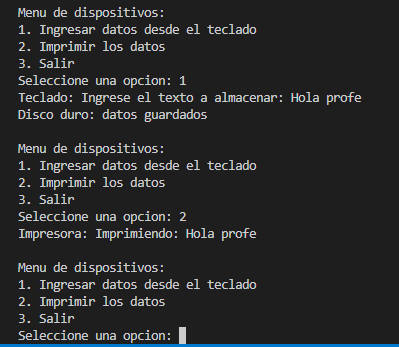 Menu de dispositivos:
1. Ingresar datos desde el teclado
2. Imprimir los datos
3. Salir
Seleccione una opcion: 1
Teclado: Ingrese el texto a almacenar: Hola profe
Disco duro: datos guardados

Menu de dispositivos:
1. Ingresar datos desde el teclado
2. Imprimir los datos
3. Salir
Seleccione una opcion: 2
Impresora: Imprimiendo: Hola profe

Menu de dispositivos:
1. Ingresar datos desde el teclado
2. Imprimir los datos
3. Salir
Seleccione una opcion: